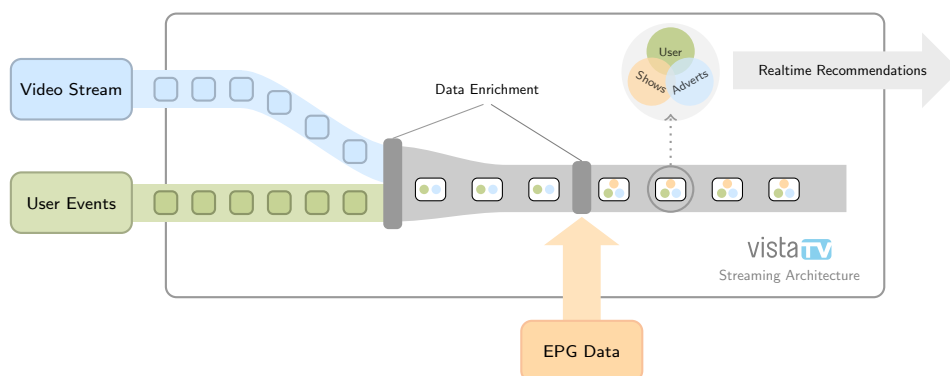 User
Shows
Adverts
Realtime Recommendations
Video Stream
Data Enrichment
User Events
vistaTV
Streaming Architecture
EPG Data